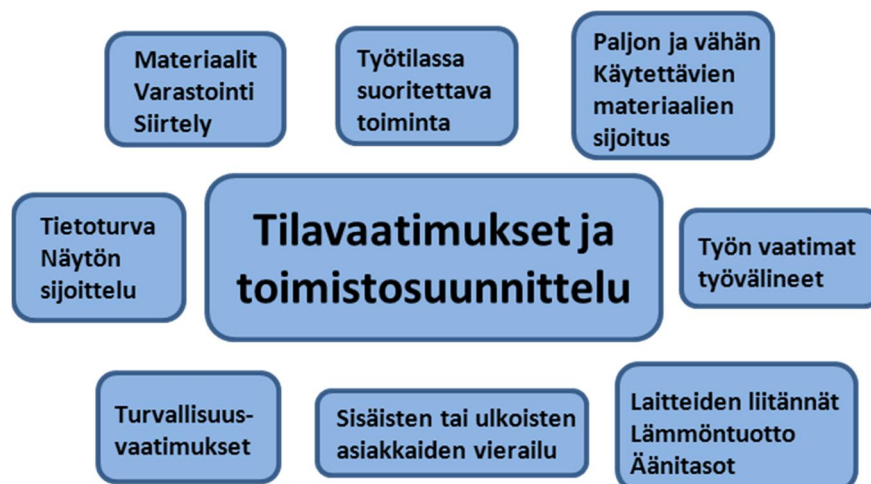 Materiaalit
Varastointi
Siirtely
Työtilassa
suoritettava
toiminta
Paljon ja vähän
Käytettävien
materiaalien
sijoitus
Tietoturva
Näytön
sijoittelu
Tilavaatimukset ja
toimistosuunnittelu
Työn vaatimat
työvälineet
Turvallisuus-
vaatimukset
Sisäisten tai ulkoisten
asiakkaiden vierailu
Laitteiden liitännät
Lämmöntuotto
Äänitasot